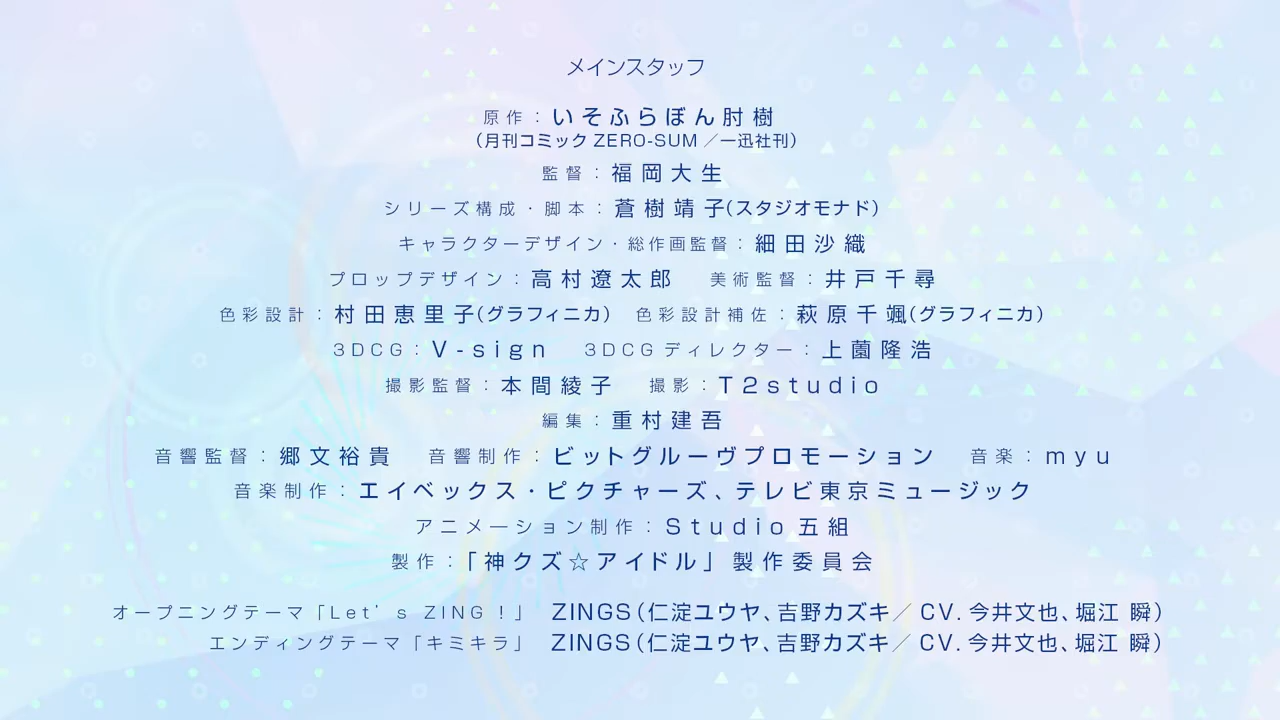 メインスタッフ
原作：いそふらぼん肘樹
（月刊コミック ZERO-SUM ／一迅社刊）
監督：福岡大生
シリーズ構成・脚本：蒼樹靖子（スタジオモナド）
キャラクターデザイン・総作画監督：細田沙織
プロップデザイン：高村遼太郎　美術監督：井戸千尋
色彩設計：村田恵里子（グラフィニカ）　色彩設計補佐：萩原千颯（グラフィニカ）
3DCG：V-sign　3DCG ディレクター：上薗隆浩
撮影監督：本間綾子　撮影：T2studio
編集：重村建吾
音響監督：郷文裕貴　音響制作：ビットグルーヴプロモーション　音楽：myu
音楽制作：エイベックス・ピクチャーズ、テレビ東京ミュージック
アニメーション制作：Studio 五組
製作：「神クズ☆アイドル」製作委員会
オープニングテーマ「Let's ZING！」　ZINGS（仁淀ユウヤ、吉野カズキ／ CV. 今井文也、堀江 瞬）
エンディングテーマ「キミキラ」　ZINGS（仁淀ユウヤ、吉野カズキ／ CV. 今井文也、堀江 瞬）